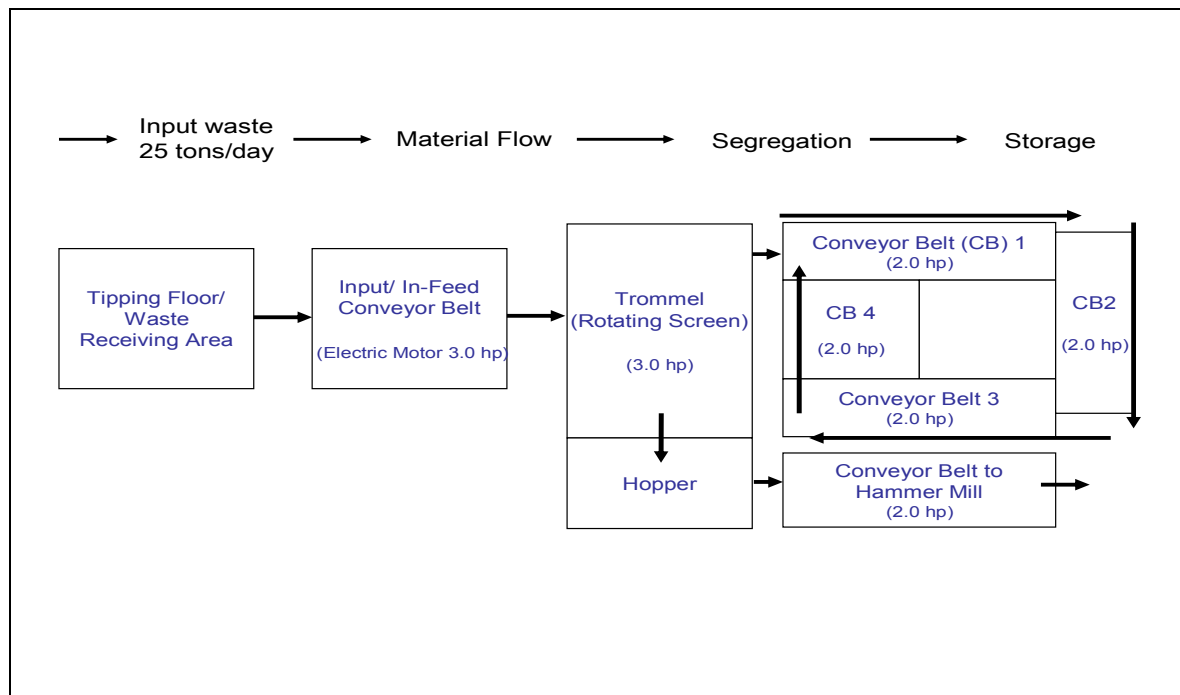 Input waste
25 tons/day
Material Flow
Segregation
Storage
Tipping Floor/
Waste
Receiving Area
Input/ In-Feed
Conveyor Belt
(Electric Motor 3.0 hp)
Trommel
(Rotating Screen)
(3.0 hp)
Hopper
Conveyor Belt (CB) 1
(2.0 hp)
CB 4
(2.0 hp)
CB2
(2.0 hp)
Conveyor Belt 3
(2.0 hp)
Conveyor Belt to
Hammer Mill
(2.0 hp)